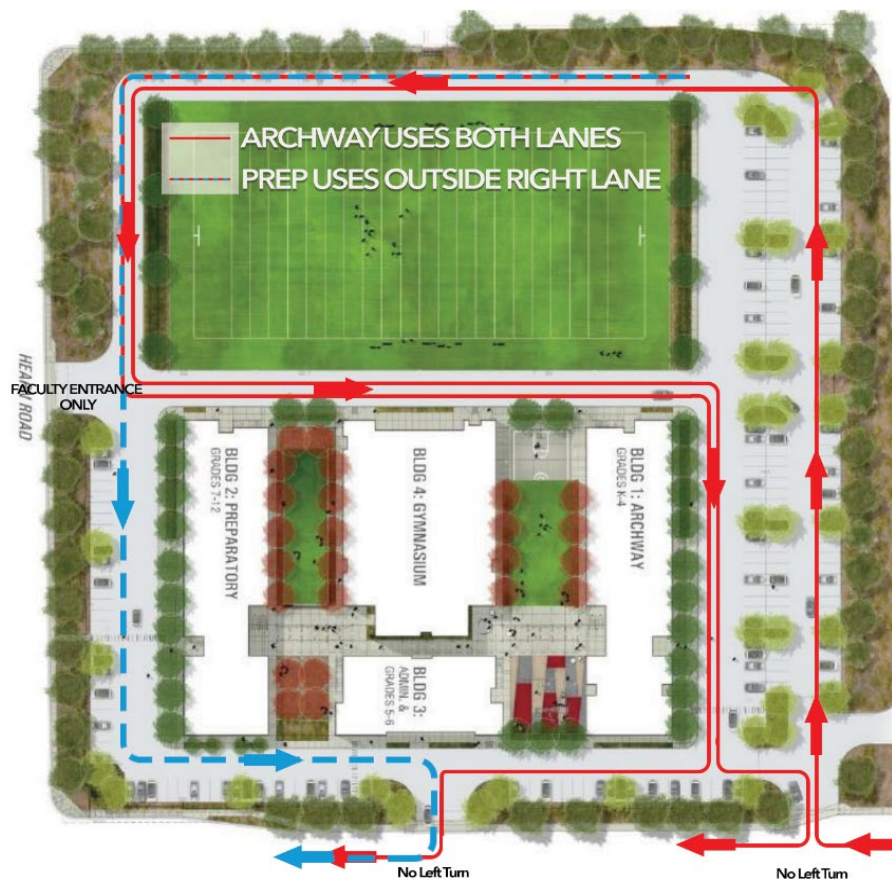 ARCHWAY USES BOTH LANES
PREP USES OUTSIDE RIGHT LANE
ROAD
FACULTY ENTRANCE
ONLY
BLDG 2: PREPARATORY
GRADES 7-12
BLDG 4: GYMNASIUM
BLDG 1: ARCHWAY
GRADES K-4
BLDG 3:
ADMIN. &
GRADES 5-6
No Left Turn
No Left Turn